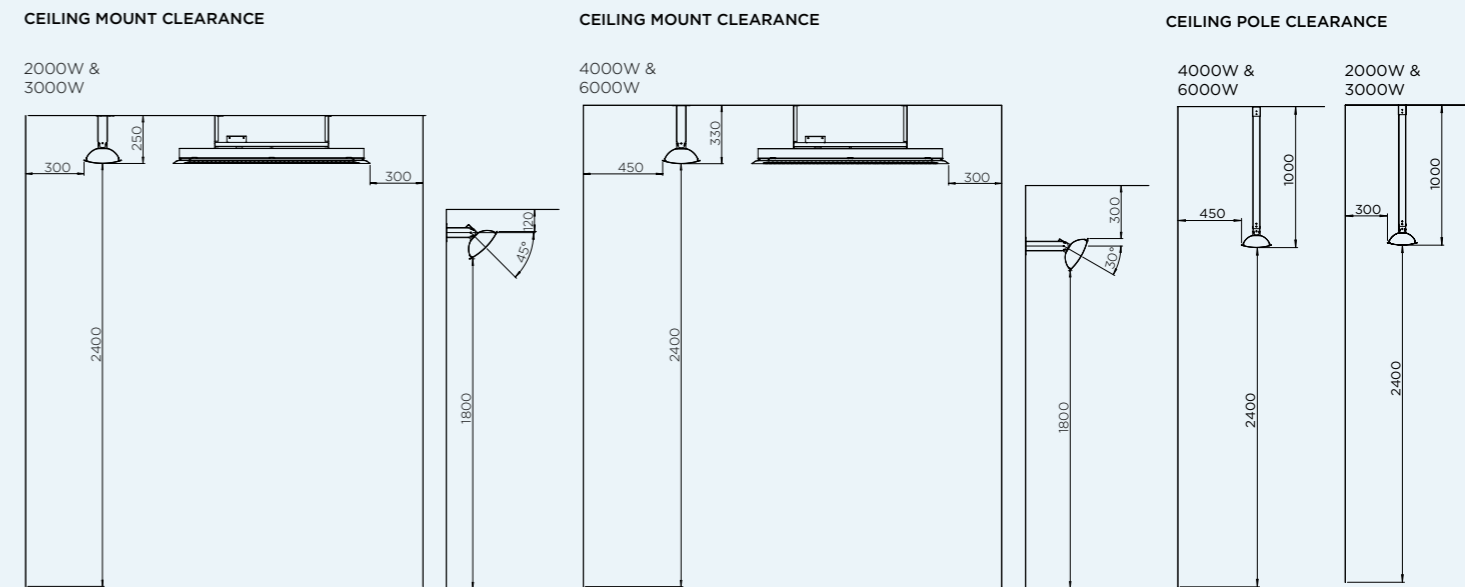 CEILING MOUNT CLEARANCE
2000W &
3000W
250
300
300
2400
120
45°
1800
CEILING MOUNT CLEARANCE
4000W &
6000W
330
450
300
2400
300
30°
1800
CEILING POLE CLEARANCE
4000W &
6000W
1000
450
2400
2000W &
3000W
1000
300
2400